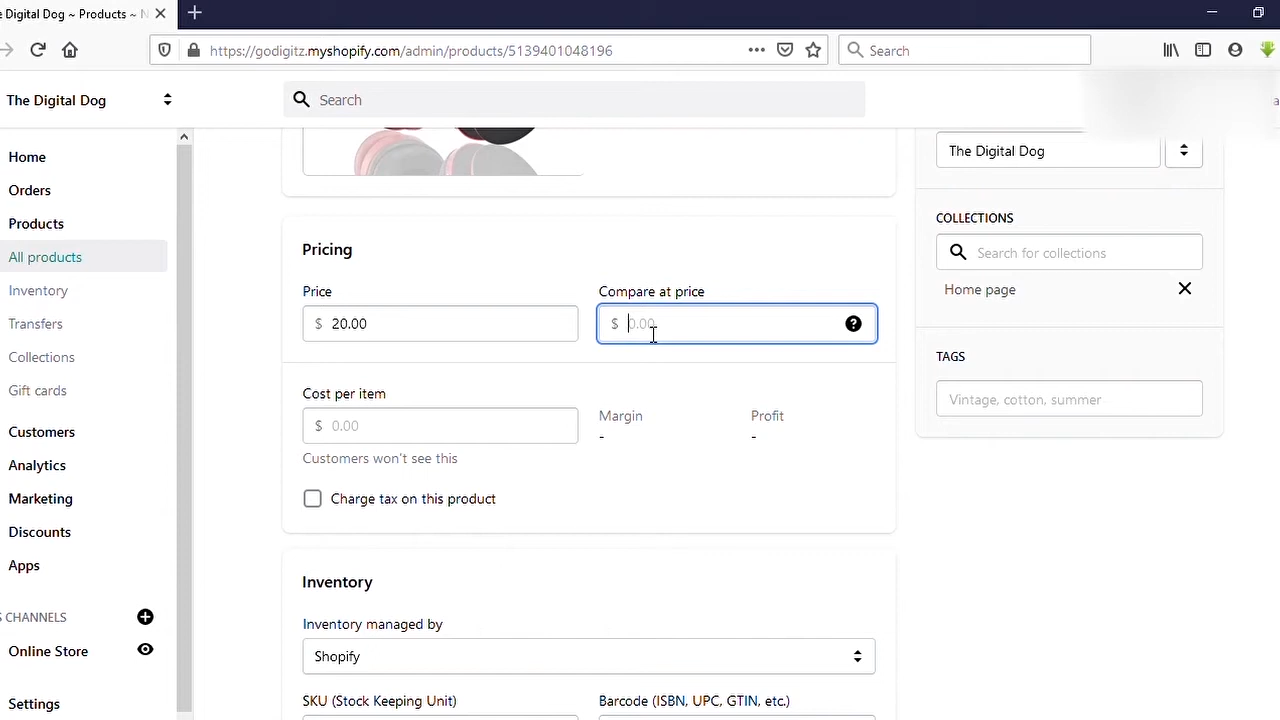 e Digital Dog ~ Products ~ N
https://godigitz.myshopify.com/admin/products/5139401048196
Search
The Digital Dog
Search
Home
Orders
Products
All products
Inventory
Transfers
Collections
Gift cards
Customers
Analytics
Marketing
Discounts
Apps
S CHANNELS
Online Store
Settings
Pricing
Price
Compare at price
$ 20.00
$ 0.00
Cost per item
Margin
Profit
$ 0.00
-
-
Customers won't see this
Charge tax on this product
Inventory
Inventory managed by
Shopify
SKU (Stock Keeping Unit)
Barcode (ISBN, UPC, GTIN, etc.)
The Digital Dog
COLLECTIONS
Search for collections
Home page
TAGS
Vintage, cotton, summer